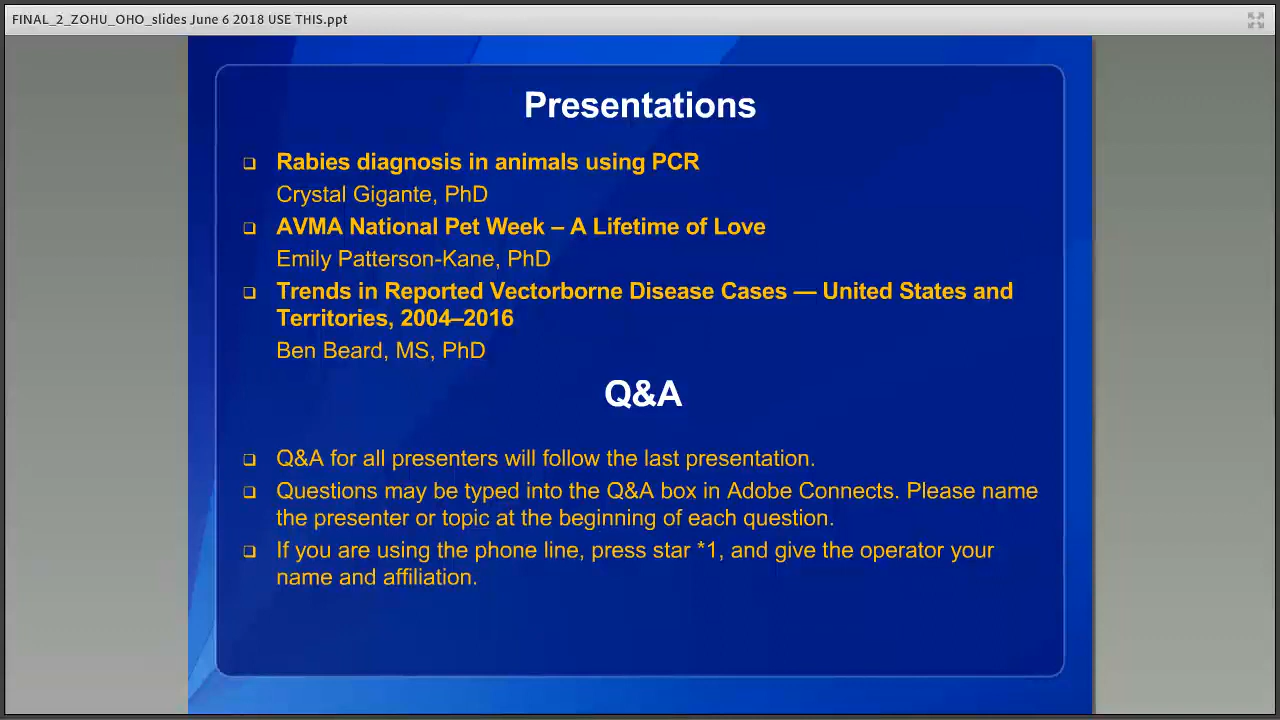 FINAL_2_ZOHU_OHO_slides June 6 2018 USE THIS.ppt
Presentations
❑ Rabies diagnosis in animals using PCR
Crystal Gigante, PhD
❑ AVMA National Pet Week – A Lifetime of Love
Emily Patterson-Kane, PhD
❑ Trends in Reported Vectorborne Disease Cases — United States and
Territories, 2004–2016
Ben Beard, MS, PhD
Q&A
❑ Q&A for all presenters will follow the last presentation.
❑ Questions may be typed into the Q&A box in Adobe Connects. Please name
the presenter or topic at the beginning of each question.
❑ If you are using the phone line, press star *1, and give the operator your
name and affiliation.